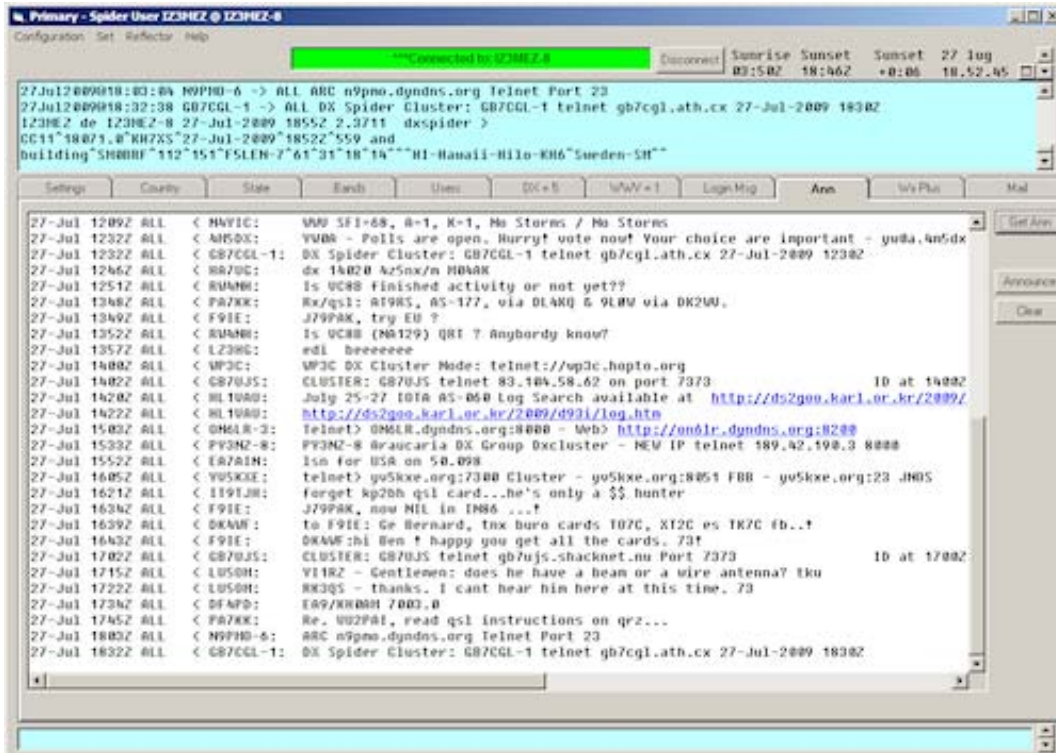 Primary - Spider User IZ3MEZ @ IZ3MEZ-8
Configuration Set Reflector Help
***Connected to: IZ3MEZ-8
Disconnect
Sunrise Sunset Sunset 27 lug
03:50Z 18:46Z +0:06 18.52.45
27Jul2009@18:03:04 N9PMO-6 -> ALL ARC n9pmo.dyndns.org Telnet Port 23
27Jul2009@18:32:38 GB7CGL-1 -> ALL DX Spider Cluster: GB7CGL-1 telnet gb7cgl.ath.cx 27-Jul-2009 1830Z
IZ3MEZ de IZ3MEZ-8 27-Jul-2009 1855Z 2.3711 dxspider >
CC11^18071.0^KH7XS^27-Jul-2009^1852Z^559 and
building^SM0BRF^112^151^F5LEN-7^61^31^18^14^^^HI-Hawaii-Hilo-KH6^Sweden-SM^^
Settings Country State Bands Users DX + 5 WWV + 1 Login Msg Ann Wx Plus Mail
27-Jul 1209Z ALL < N4VIC: WWV SFI-68, A-1, K-1, No Storms / No Storms
27-Jul 1232Z ALL < 4M5DX: YW0A - Polls are open. Hurry! vote now! Your choice are important - yw0a.4m5dx
27-Jul 1232Z ALL < GB7CGL-1: DX Spider Cluster: GB7CGL-1 telnet gb7cgl.ath.cx 27-Jul-2009 1230Z
27-Jul 1246Z ALL < HA7UG: dx 14020 4z5nx/m M04AK
27-Jul 1251Z ALL < RW4NH: Is UC8B finished activity or not yet??
27-Jul 1348Z ALL < PA7KK: Rx/qsl: AI9KS, AS-177, via DL4KQ & 9L0W via DK2WV.
27-Jul 1349Z ALL < F9IE: J79PAK, try EU ?
27-Jul 1352Z ALL < RW4NH: Is VC8B (NA129) QRT ? Anybordy know?
27-Jul 1357Z ALL < LZ3HG: edi beeeeeee
27-Jul 1400Z ALL < WP3C: WP3C DX Cluster Node: telnet://wp3c.hopto.org
27-Jul 1402Z ALL < GB7UJS: CLUSTER: GB7UJS telnet 83.104.58.62 on port 7373 ID at 1400Z
27-Jul 1420Z ALL < HL1VAU: July 25-27 IOTA AS-060 Log Search available at http://ds2goo.karl.or.kr/2009/
27-Jul 1422Z ALL < HL1VAU: http://ds2goo.karl.or.kr/2009/d93i/log.htm
27-Jul 1503Z ALL < ON6LR-3: Telnet> ON6LR.dyndns.org:8000 - Web> http://on6lr.dyndns.org:8200
27-Jul 1533Z ALL < PY3NZ-8: PY3NZ-8 Araucaria DX Group Dxcluster - NEW IP telnet 189.42.190.3 8000
27-Jul 1552Z ALL < EA7AIN: lsn for USA on 50.098
27-Jul 1605Z ALL < YV5KXE: telnet> yv5kxe.org:7300 Cluster - yv5kxe.org:8051 FBB - yv5kxe.org:23 JNOS
27-Jul 1621Z ALL < IT9IJH: forget kp2bh qsl card...he's only a $$ hunter
27-Jul 1634Z ALL < F9IE: J79PAK, now NIL in IN86 ...!
27-Jul 1639Z ALL < DK4WF: to F9IE: Ge Bernard, tnx buro cards TO7C, XT2C es TK7C fb..!
27-Jul 1643Z ALL < F9IE: DK4WF:hi Ben ! happy you get all the cards. 73!
27-Jul 1702Z ALL < GB7UJS: CLUSTER: GB7UJS telnet gb7ujs.shacknet.nu Port 7373 ID at 1700Z
27-Jul 1715Z ALL < LU5OM: YI1RZ - Gentlemen: does he have a beam or a wire antenna? tku
27-Jul 1722Z ALL < LU5OM: RK3QS - thanks. I cant hear him here at this time. 73
27-Jul 1734Z ALL < DF4PD: EA9/KH0AM 7003.0
27-Jul 1745Z ALL < PA7KK: Re. VU2PAI, read qsl instructions on qrz...
27-Jul 1803Z ALL < N9PMO-6: ARC n9pmo.dyndns.org Telnet Port 23
27-Jul 1832Z ALL < GB7CGL-1: DX Spider Cluster: GB7CGL-1 telnet gb7cgl.ath.cx 27-Jul-2009 1830Z
Get Ann
Announce
Clear